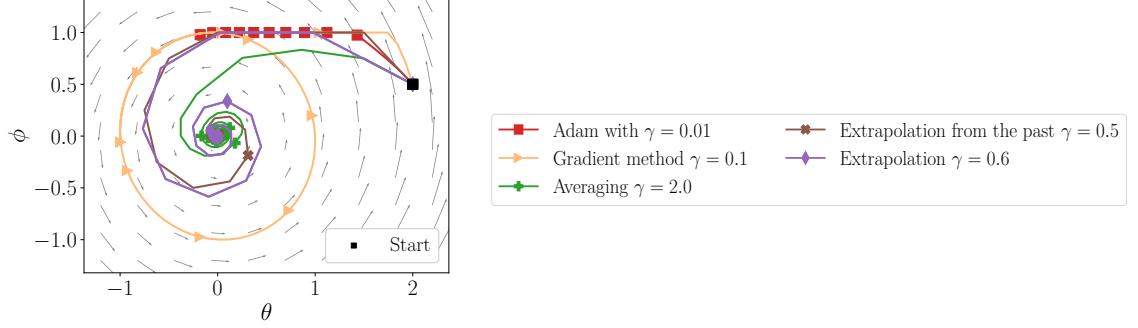 1.0
0.5
0.0
−0.5
−1.0
ϕ
−1
0
1
2
θ
Start
Adam with γ = 0.01
Gradient method γ = 0.1
Averaging γ = 2.0
Extrapolation from the past γ = 0.5
Extrapolation γ = 0.6